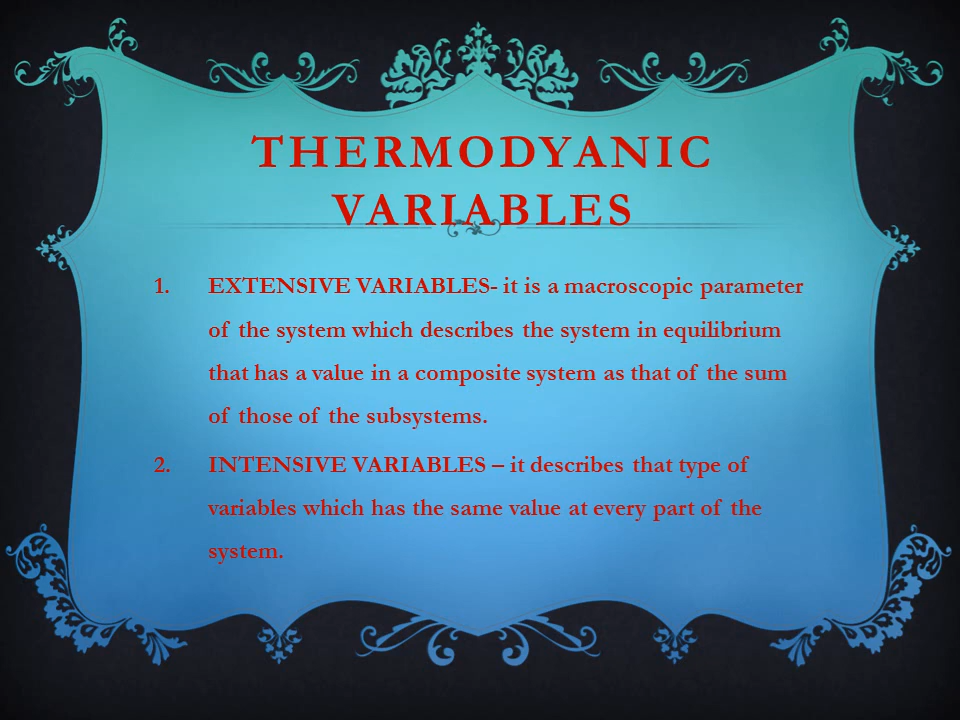 THERMODYANIC
VARIABLES
1. EXTENSIVE VARIABLES- it is a macroscopic parameter
of the system which describes the system in equilibrium
that has a value in a composite system as that of the sum
of those of the subsystems.
2. INTENSIVE VARIABLES – it describes that type of
variables which has the same value at every part of the
system.